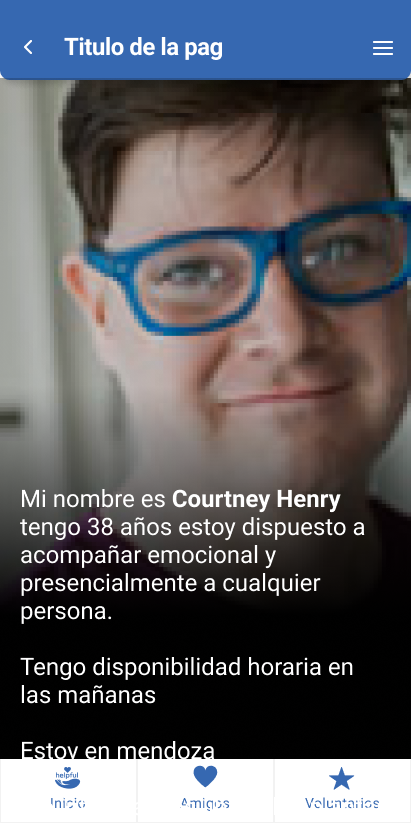 Titulo de la pag
Mi nombre es Courtney Henry
tengo 38 años estoy dispuesto a
acompañar emocional y
presencialmente a cualquier
persona.
Tengo disponibilidad horaria en
las mañanas
Estoy en mendoza
helpful
Inicio
Amigos
Voluntarios